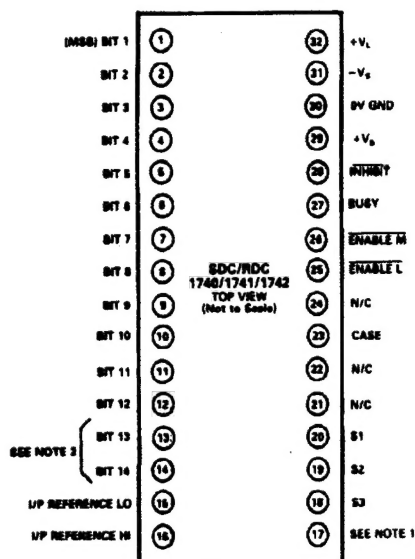 (MSB) BIT 1 1
BIT 2 2
BIT 3 3
BIT 4 4
BIT 5 5
BIT 6 6
BIT 7 7
BIT 8 8
BIT 9 9
BIT 10 10
BIT 11 11
BIT 12 12
BIT 13 13
BIT 14 14
SEE NOTE 3
I/P REFERENCE LO 15
I/P REFERENCE HI 16
SDC/RDC
1740/1741/1742
TOP VIEW
(Not to Scale)
32 +VL
31 -VS
30 0V GND
29 +VS
28 INHIBIT
27 BUSY
26 ENABLE M
25 ENABLE L
24 N/C
23 CASE
22 N/C
21 N/C
20 S1
19 S2
18 S3
17 SEE NOTE 1